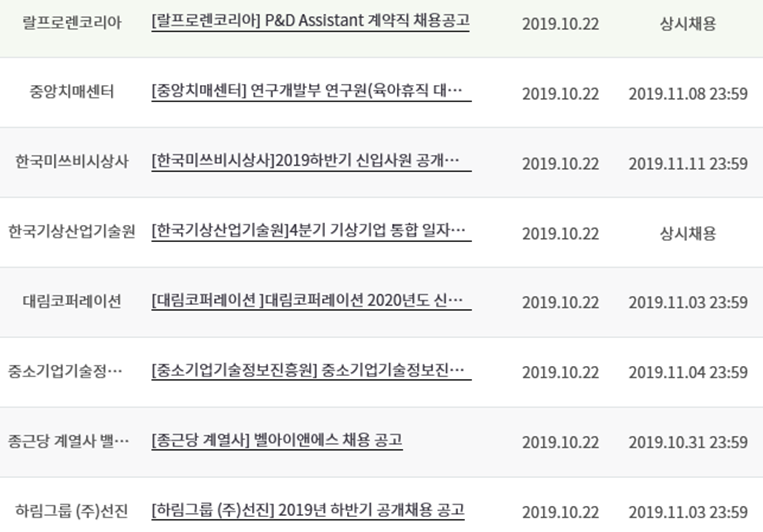 랄프로렌코리아 [랄프로렌코리아] P&D Assistant 계약직 채용공고 2019.10.22 상시채용
중앙치매센터 [중앙치매센터] 연구개발부 연구원(육아휴직 대··· 2019.10.22 2019.11.08 23:59
한국미쓰비시상사 [한국미쓰비시상사]2019하반기 신입사원 공개··· 2019.10.22 2019.11.11 23:59
한국기상산업기술원 [한국기상산업기술원]4분기 기상기업 통합 일자··· 2019.10.22 상시채용
대림코퍼레이션 [대림코퍼레이션 ]대림코퍼레이션 2020년도 신··· 2019.10.22 2019.11.03 23:59
중소기업기술정··· [중소기업기술정보진흥원] 중소기업기술정보진··· 2019.10.22 2019.11.04 23:59
종근당 계열사 밸··· [종근당 계열사] 벨아이앤에스 채용 공고 2019.10.22 2019.10.31 23:59
하림그룹 (주)선진 [하림그룹 (주)선진] 2019년 하반기 공개채용 공고 2019.10.22 2019.11.03 23:59